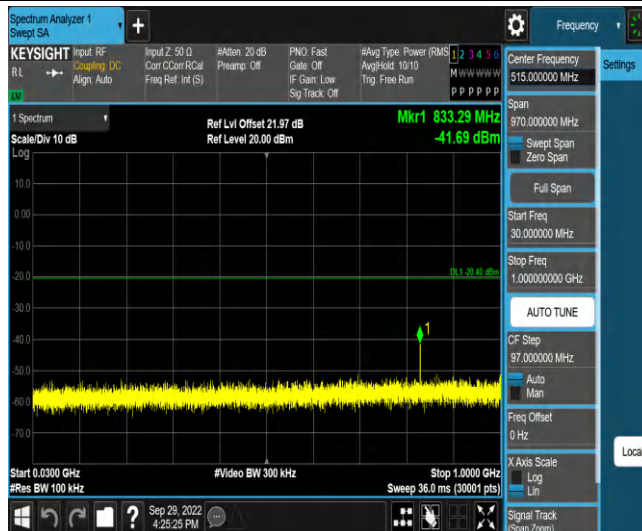 Spectrum Analyzer 1
Swept SA
Frequency
KEYSIGHT
RL
Input: RF
Coupling: DC
Align: Auto
Input Z: 50 Ω
Corr CCorr RCal
Freq Ref: Int (S)
#Atten: 20 dB
Preamp: Off
PNO: Fast
Gate: Off
IF Gain: Low
Sig Track: Off
#Avg Type: Power (RMS
Avg|Hold: 10/10
Trig: Free Run
1 2 3 4 5 6
M W W W W W
P P P P P P
LXI
1 Spectrum
Scale/Div 10 dB
Log
Ref Lvl Offset 21.97 dB
Ref Level 20.00 dBm
Mkr1 833.29 MHz
-41.69 dBm
10.0
0.00
-10.0
-20.0
-30.0
-40.0
-50.0
-60.0
-70.0
DL1 -20.40 dBm
1
Start 0.0300 GHz
#Res BW 100 kHz
#Video BW 300 kHz
Stop 1.0000 GHz
Sweep 36.0 ms (30001 pts)
Center Frequency
515.000000 MHz
Settings
Span
970.000000 MHz
Swept Span
Zero Span
Full Span
Start Freq
30.000000 MHz
Stop Freq
1.000000000 GHz
AUTO TUNE
CF Step
97.000000 MHz
Auto
Man
Freq Offset
0 Hz
X Axis Scale
Log
Lin
Local
Signal Track
(Span Zoom)
?
Sep 29, 2022
4:25:25 PM